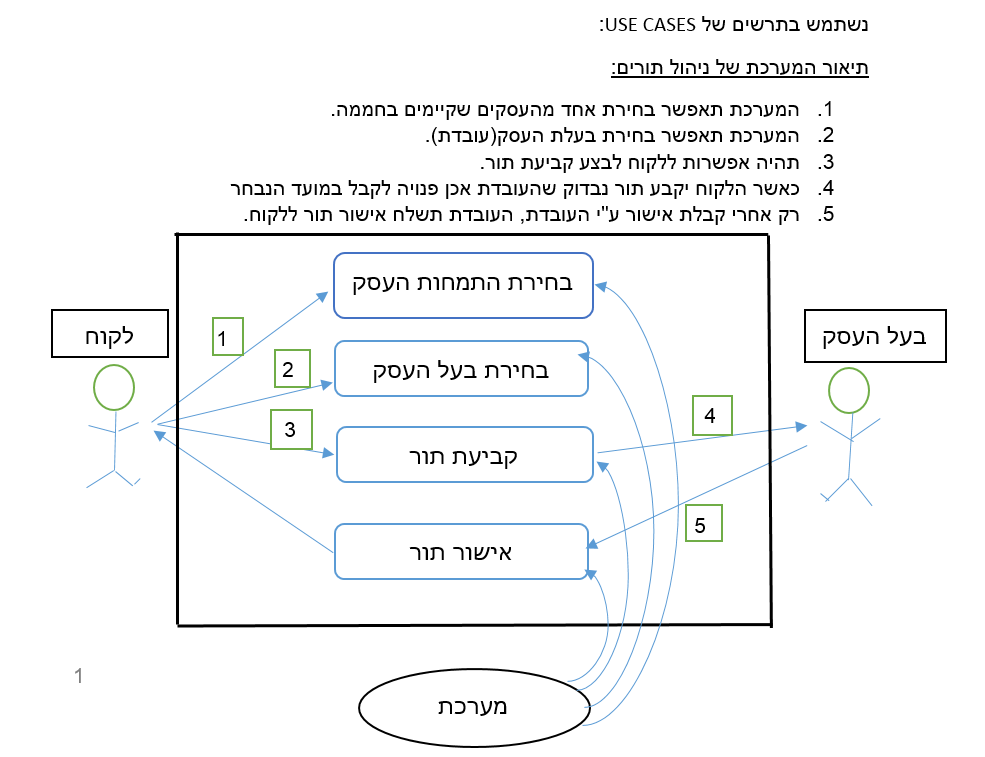 נשתמש בתרשים של USE CASES:
תיאור המערכת של ניהול תורים:
1. המערכת תאפשר בחירת אחד מהעסקים שקיימים בחממה.
2. המערכת תאפשר בחירת בעלת העסק(עובדת).
3. תהיה אפשרות ללקוח לבצע קביעת תור.
4. כאשר הלקוח יקבע תור נבדוק שהעובדת אכן פנויה לקבל במועד הנבחר
5. רק אחרי קבלת אישור ע"י העובדת, העובדת תשלח אישור תור ללקוח.
בחירת התמחות העסק
בעל העסק
לקוח
1
בחירת בעל העסק
2
4
3
קביעת תור
5
אישור תור
1
מערכת